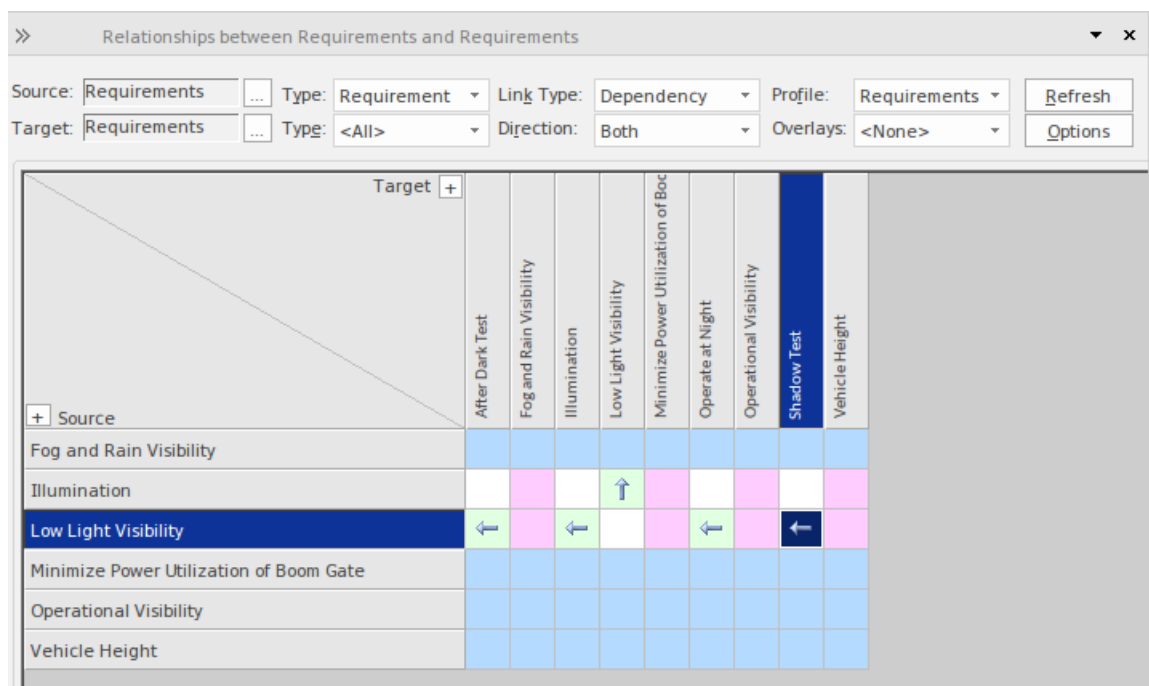 Relationships between Requirements and Requirements
Source: Requirements ... Type: Requirement Link Type: Dependency Profile: Requirements Refresh
Target: Requirements ... Type: <All> Direction: Both Overlays: <None> Options
Target +
After Dark Test
Fog and Rain Visibility
Illumination
Low Light Visibility
Minimize Power Utilization of Boo
Operate at Night
Operational Visibility
Shadow Test
Vehicle Height
+ Source
Fog and Rain Visibility
Illumination
Low Light Visibility
Minimize Power Utilization of Boom Gate
Operational Visibility
Vehicle Height